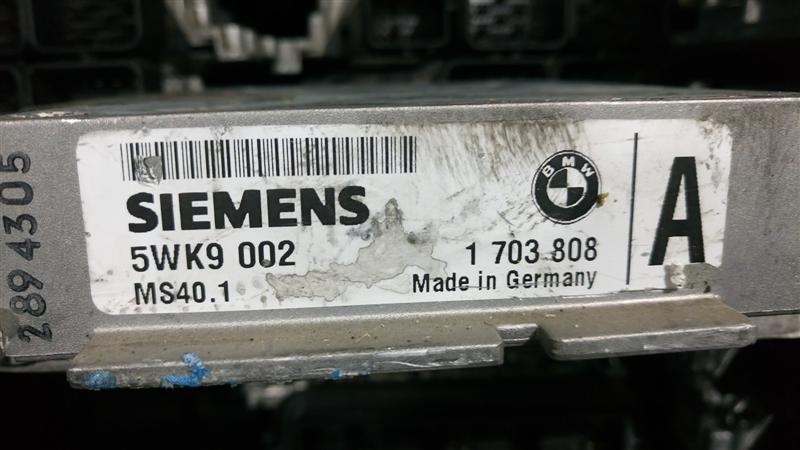 SIEMENS
BMW
5WK9 002
1 703 808
MS40.1
Made in Germany
A
2894305